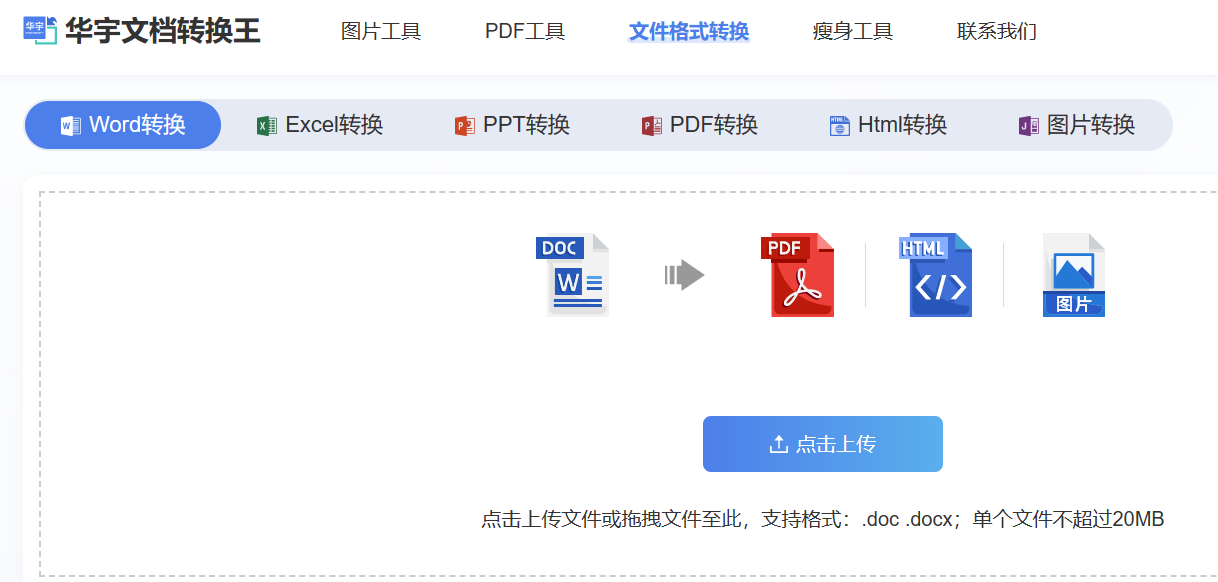 华宇 华宇文档转换王 图片工具 PDF工具 文件格式转换 瘦身工具 联系我们
Word转换 Excel转换 PPT转换 PDF转换 Html转换 图片转换
DOC PDF HTML
W </> 图片
点击上传
点击上传文件或拖拽文件至此，支持格式：.doc .docx；单个文件不超过20MB